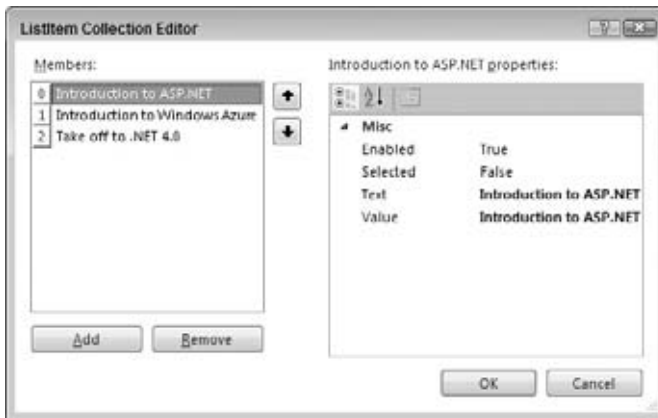 ListItem Collection Editor
Members:
0 Introduction to ASP.NET
1 Introduction to Windows Azure
2 Take off to .NET 4.0
Add
Remove
Introduction to ASP.NET properties:
Misc
Enabled True
Selected False
Text Introduction to ASP.NET
Value Introduction to ASP.NET
OK
Cancel